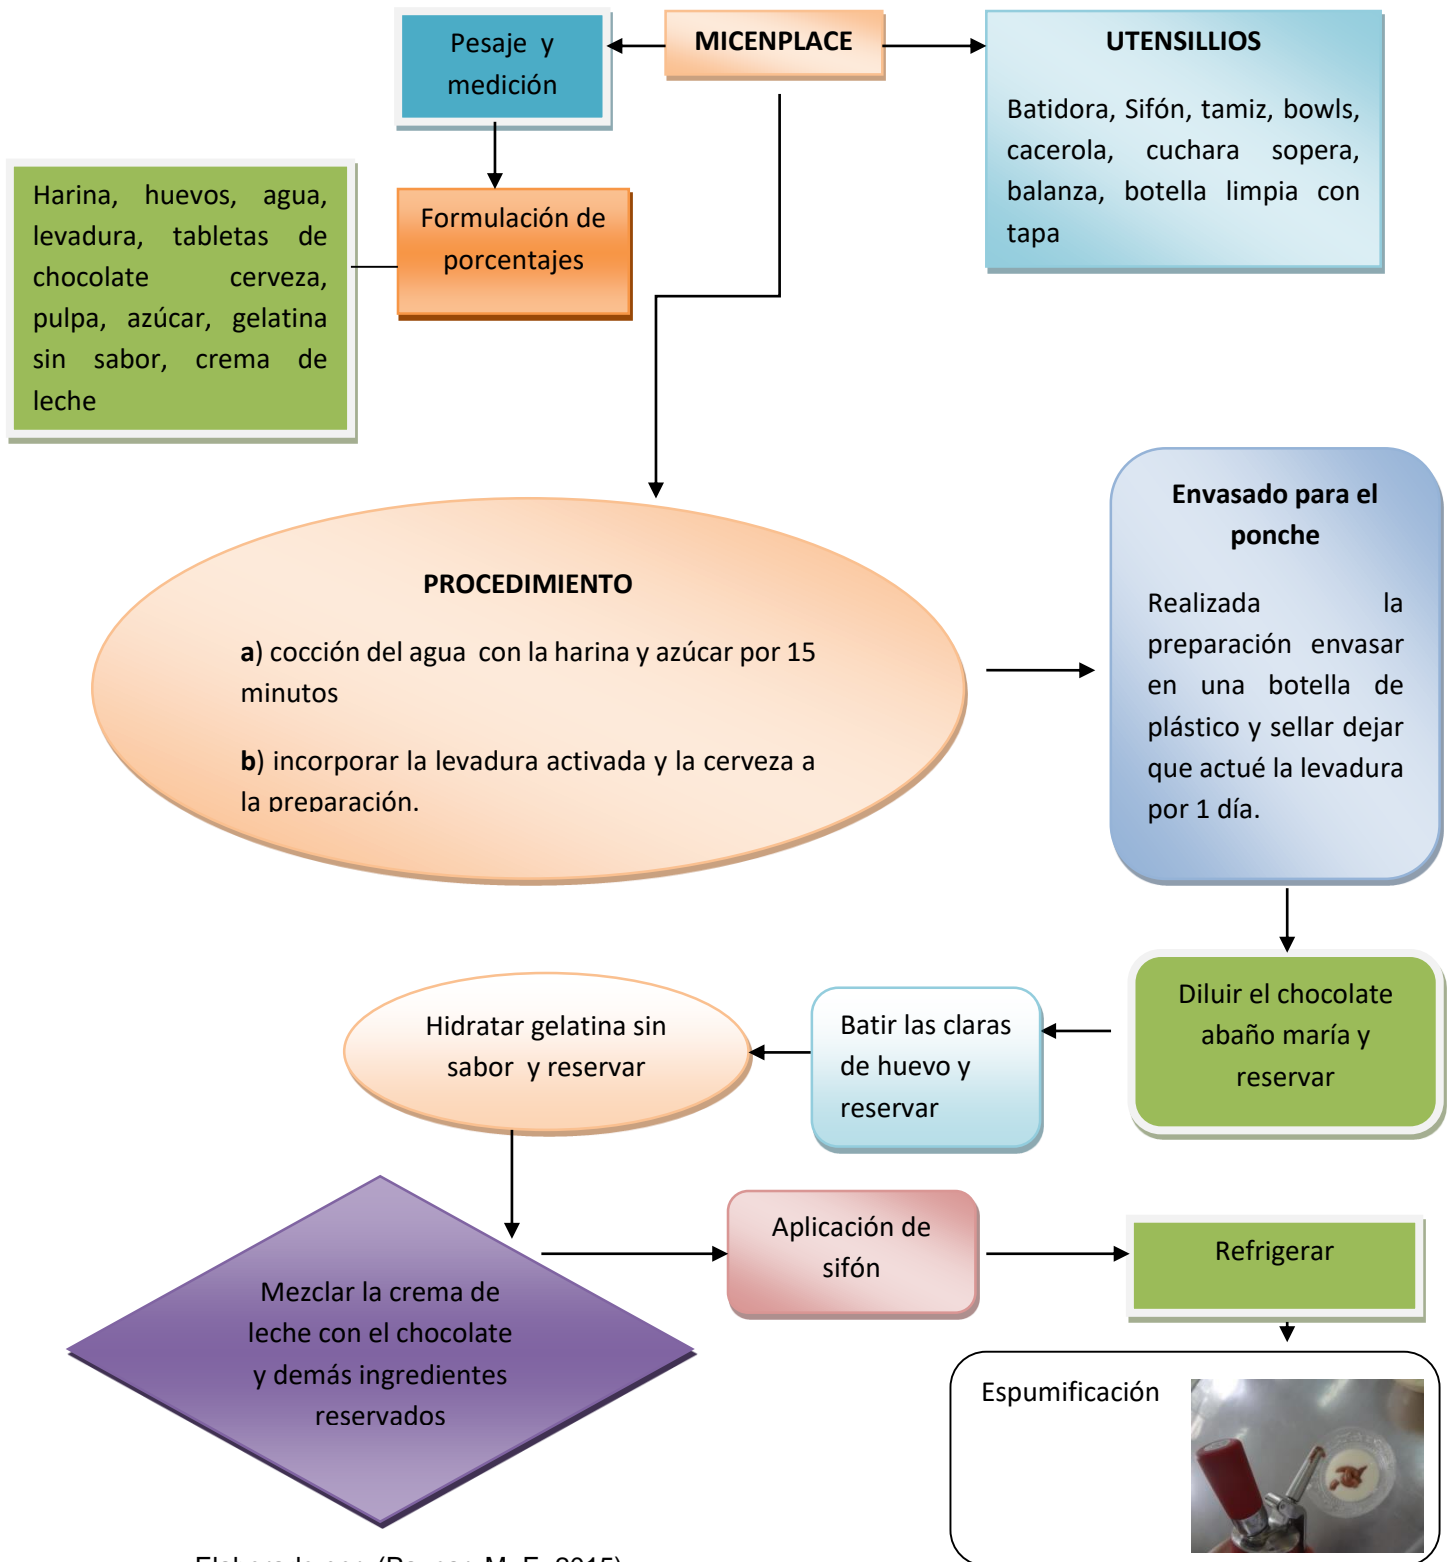 Pesaje y
medición
MICENPLACE
UTENSILLIOS
Batidora, Sifón, tamiz, bowls,
cacerola, cuchara sopera,
balanza, botella limpia con
tapa
Harina, huevos, agua,
levadura, tabletas de
chocolate cerveza,
pulpa, azúcar, gelatina
sin sabor, crema de
leche
Formulación de
porcentajes
PROCEDIMIENTO
a) cocción del agua con la harina y azúcar por 15
minutos
b) incorporar la levadura activada y la cerveza a
la preparación.
Envasado para el
ponche
Realizada la
preparación envasar
en una botella de
plástico y sellar dejar
que actué la levadura
por 1 día.
Diluir el chocolate
abaño maría y
reservar
Batir las claras
de huevo y
reservar
Hidratar gelatina sin
sabor y reservar
Mezclar la crema de
leche con el chocolate
y demás ingredientes
reservados
Aplicación de
sifón
Refrigerar
Espumificación
M. E. 2015)